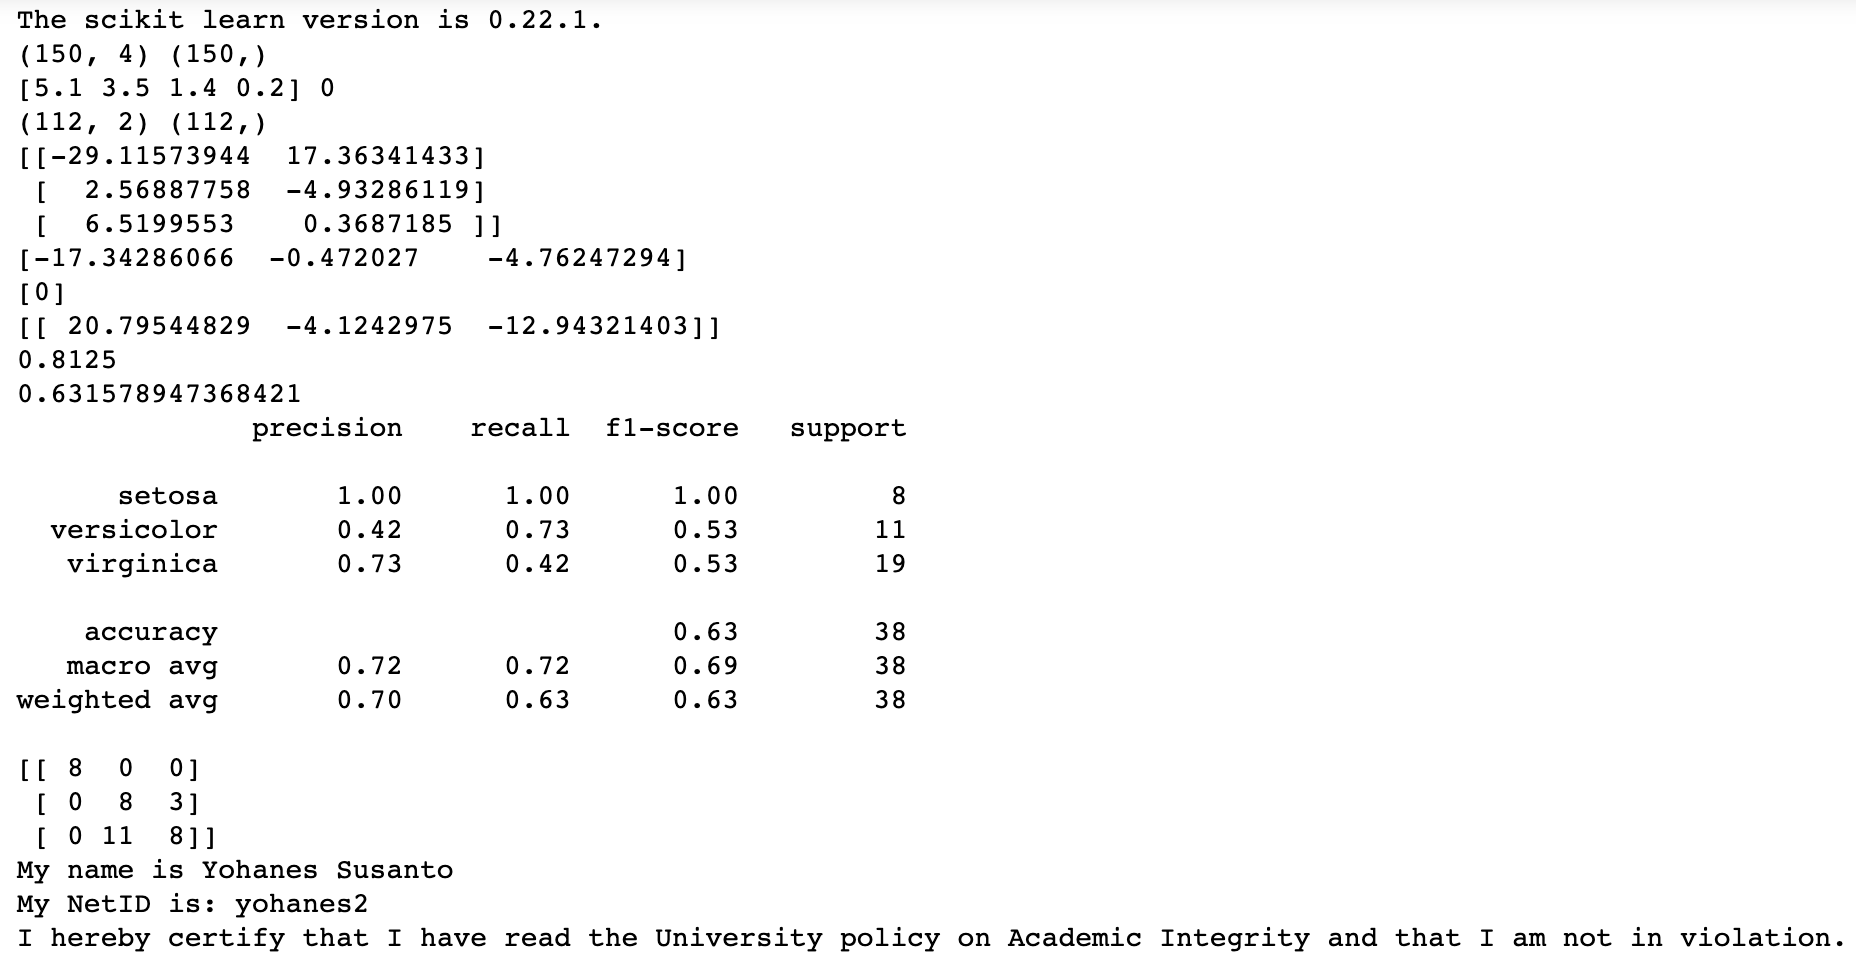 The scikit learn version is 0.22.1.
(150, 4) (150,)
[5.1 3.5 1.4 0.2] 0
(112, 2) (112,)
[[-29.11573944  17.36341433]
 [  2.56887758  -4.93286119]
 [  6.5199553    0.3687185 ]]
[-17.34286066  -0.472027    -4.76247294]
[0]
[[ 20.79544829  -4.1242975  -12.94321403]]
0.8125
0.631578947368421
              precision    recall  f1-score   support
      setosa       1.00      1.00      1.00         8
  versicolor       0.42      0.73      0.53        11
   virginica       0.73      0.42      0.53        19
    accuracy                           0.63        38
   macro avg       0.72      0.72      0.69        38
weighted avg       0.70      0.63      0.63        38
[[ 8  0  0]
 [ 0  8  3]
 [ 0 11  8]]
My name is Yohanes Susanto
My NetID is: yohanes2
I hereby certify that I have read the University policy on Academic Integrity and that I am not in violation.